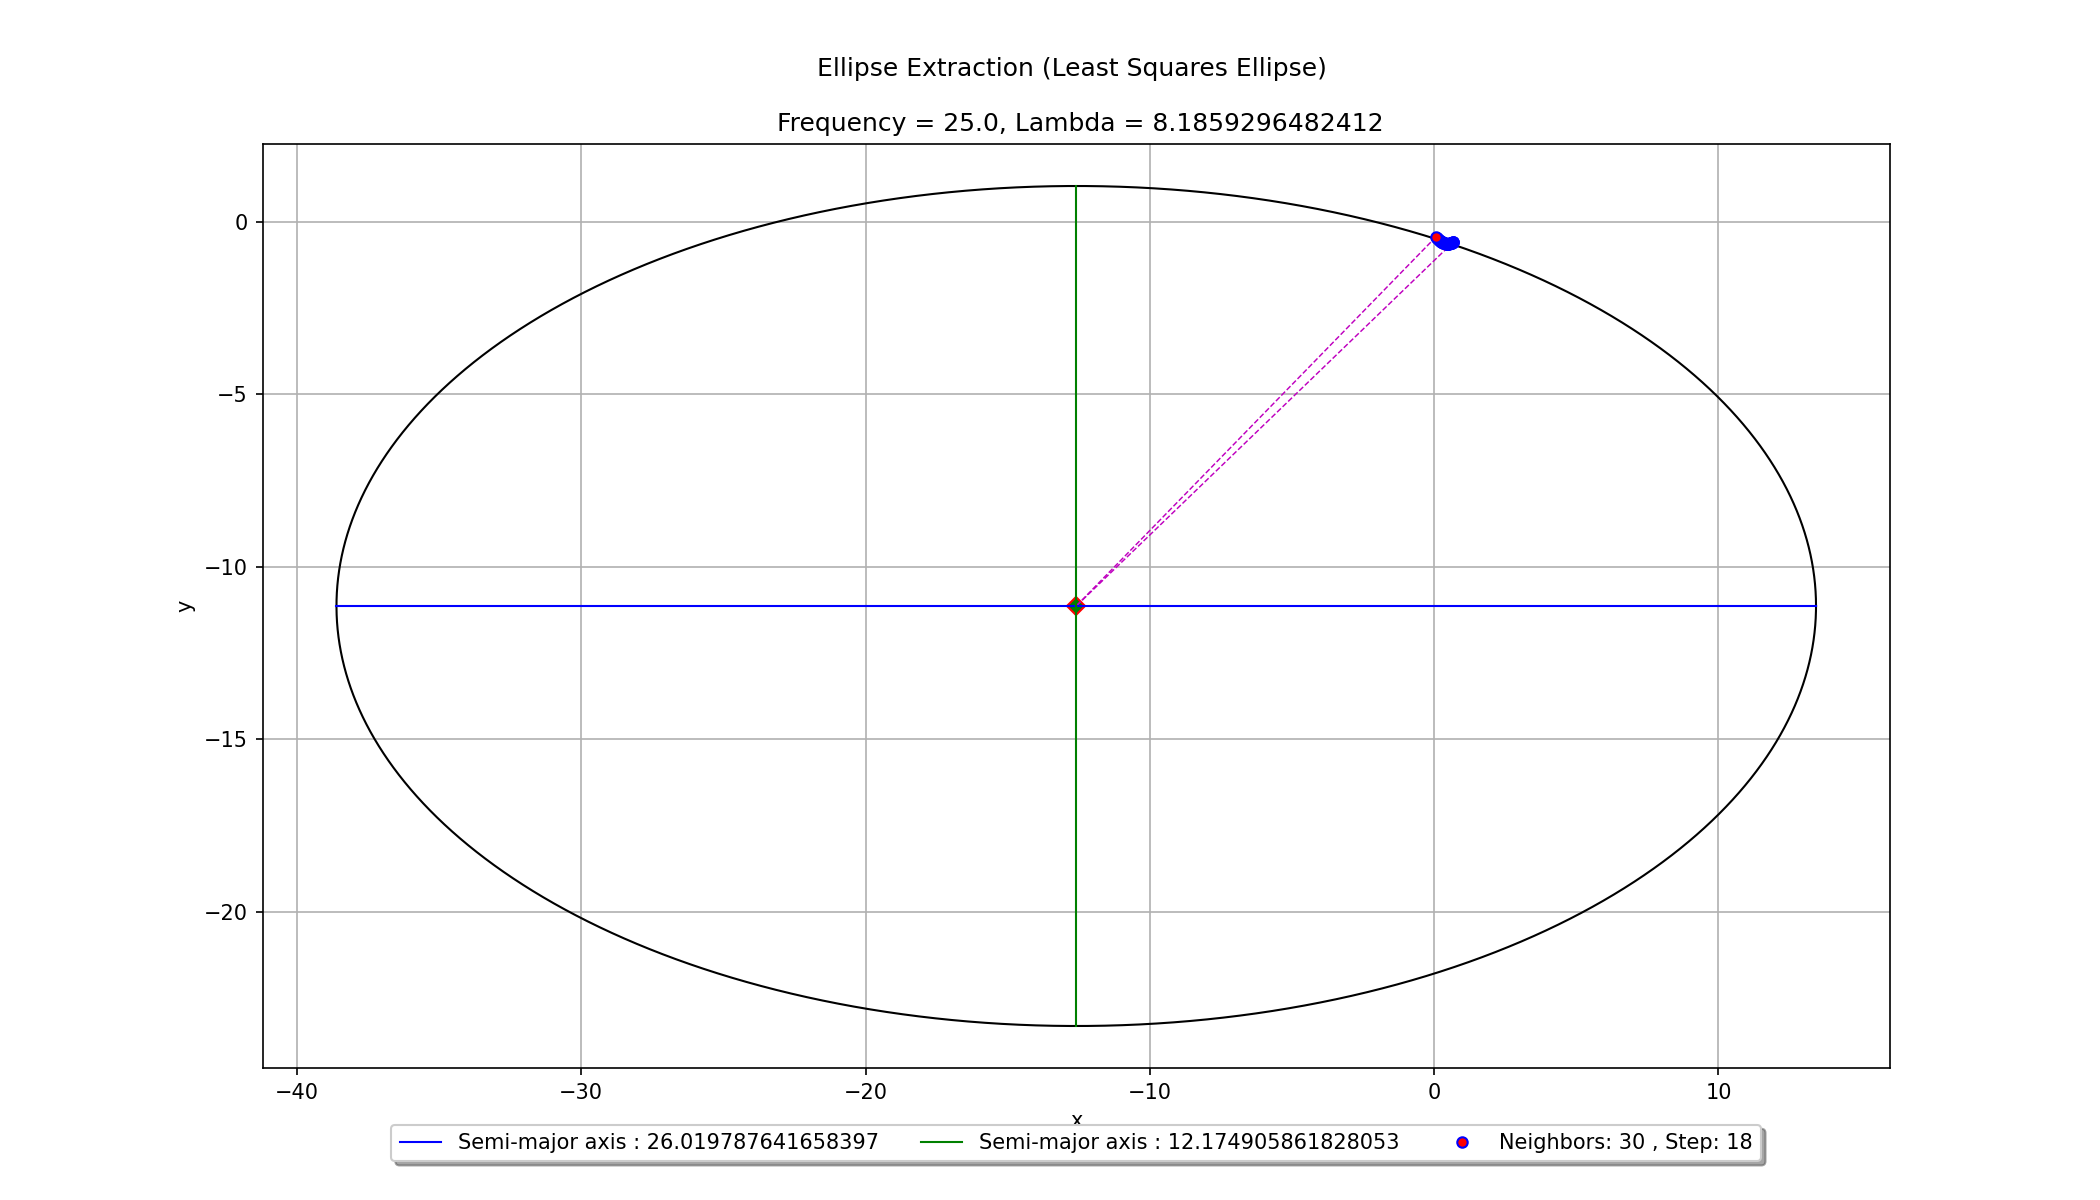 Ellipse Extraction (Least Squares Ellipse)
Frequency = 25.0, Lambda = 8.1859296482412
0
−5
−10
−15
−20
y
−40
−30
−20
−10
0
10
x
Semi-major axis : 26.019787641658397
Semi-major axis : 12.174905861828053
Neighbors: 30 , Step: 18